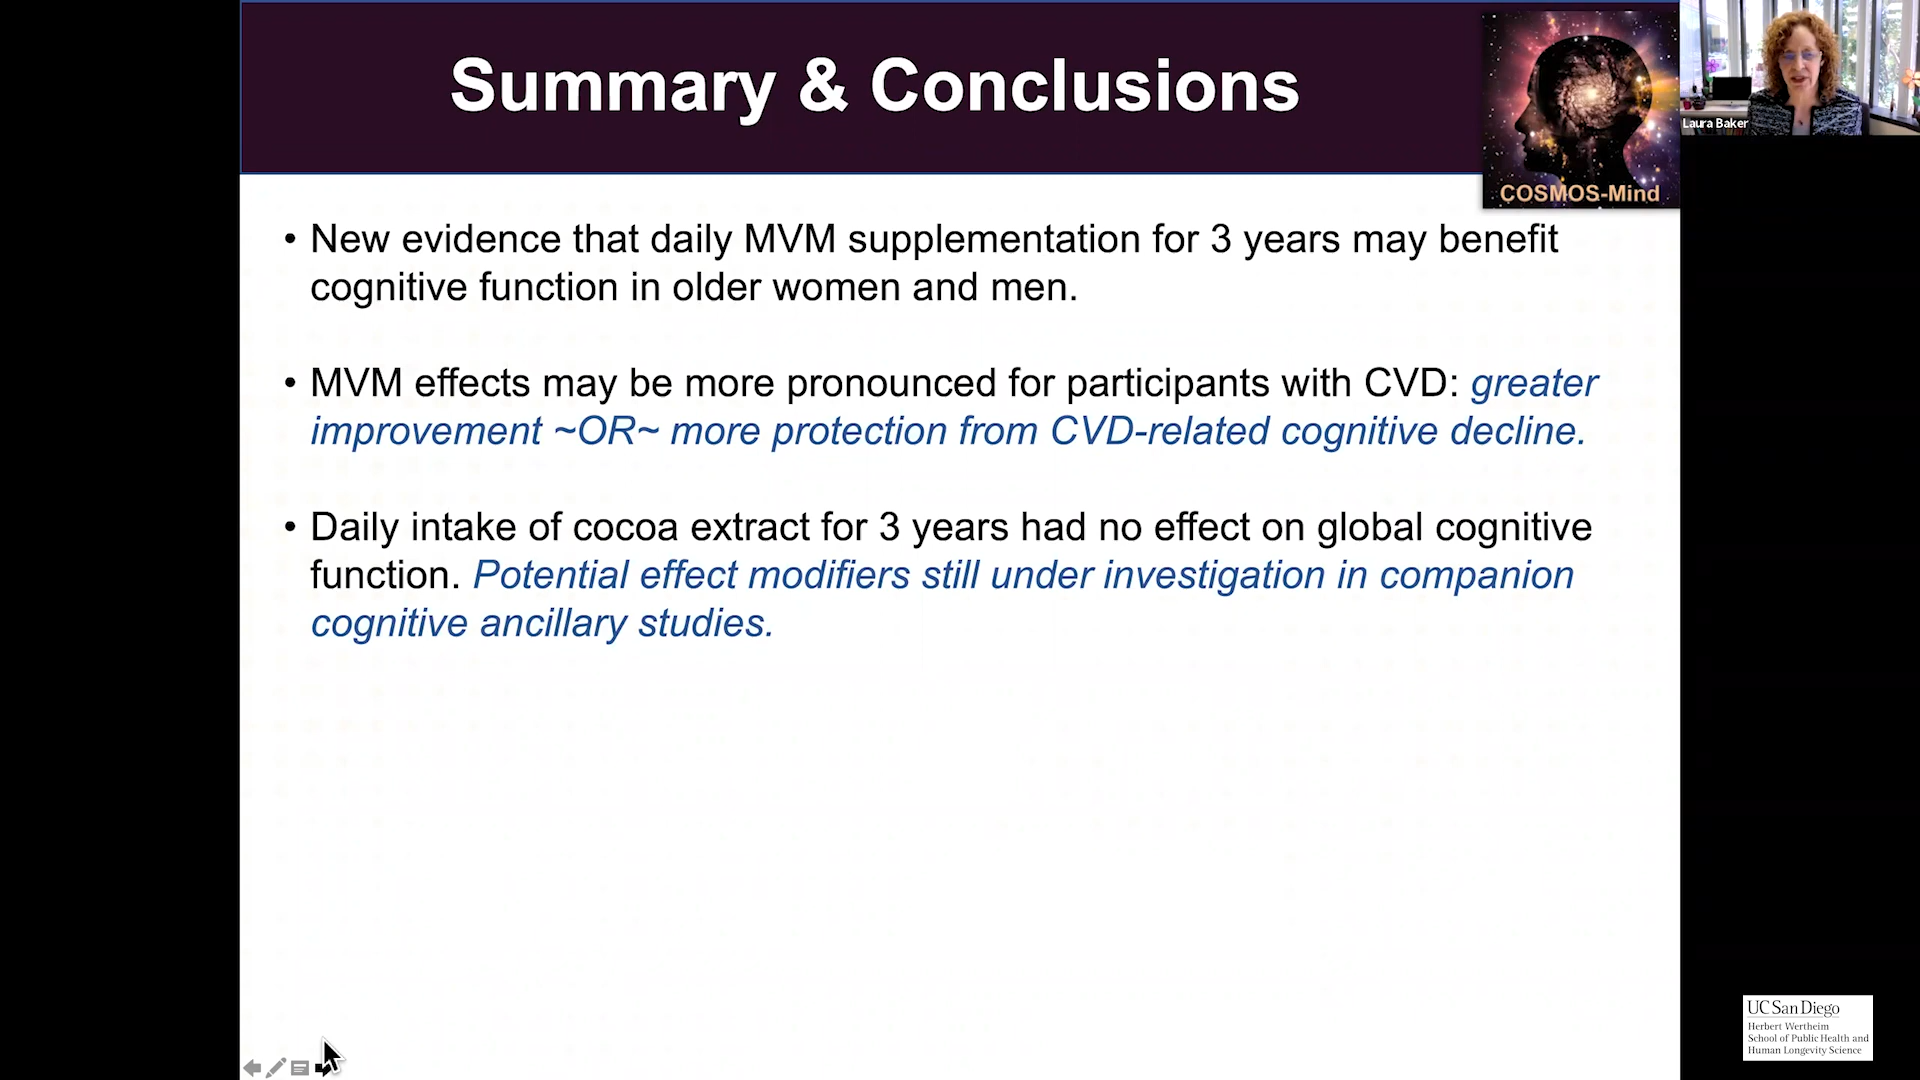 Summary & Conclusions
COSMOS-Mind
Laura Baker
• New evidence that daily MVM supplementation for 3 years may benefit
cognitive function in older women and men.
• MVM effects may be more pronounced for participants with CVD: greater
improvement ~OR~ more protection from CVD-related cognitive decline.
• Daily intake of cocoa extract for 3 years had no effect on global cognitive
function. Potential effect modifiers still under investigation in companion
cognitive ancillary studies.
UC San Diego
Herbert Wertheim
School of Public Health and
Human Longevity Science